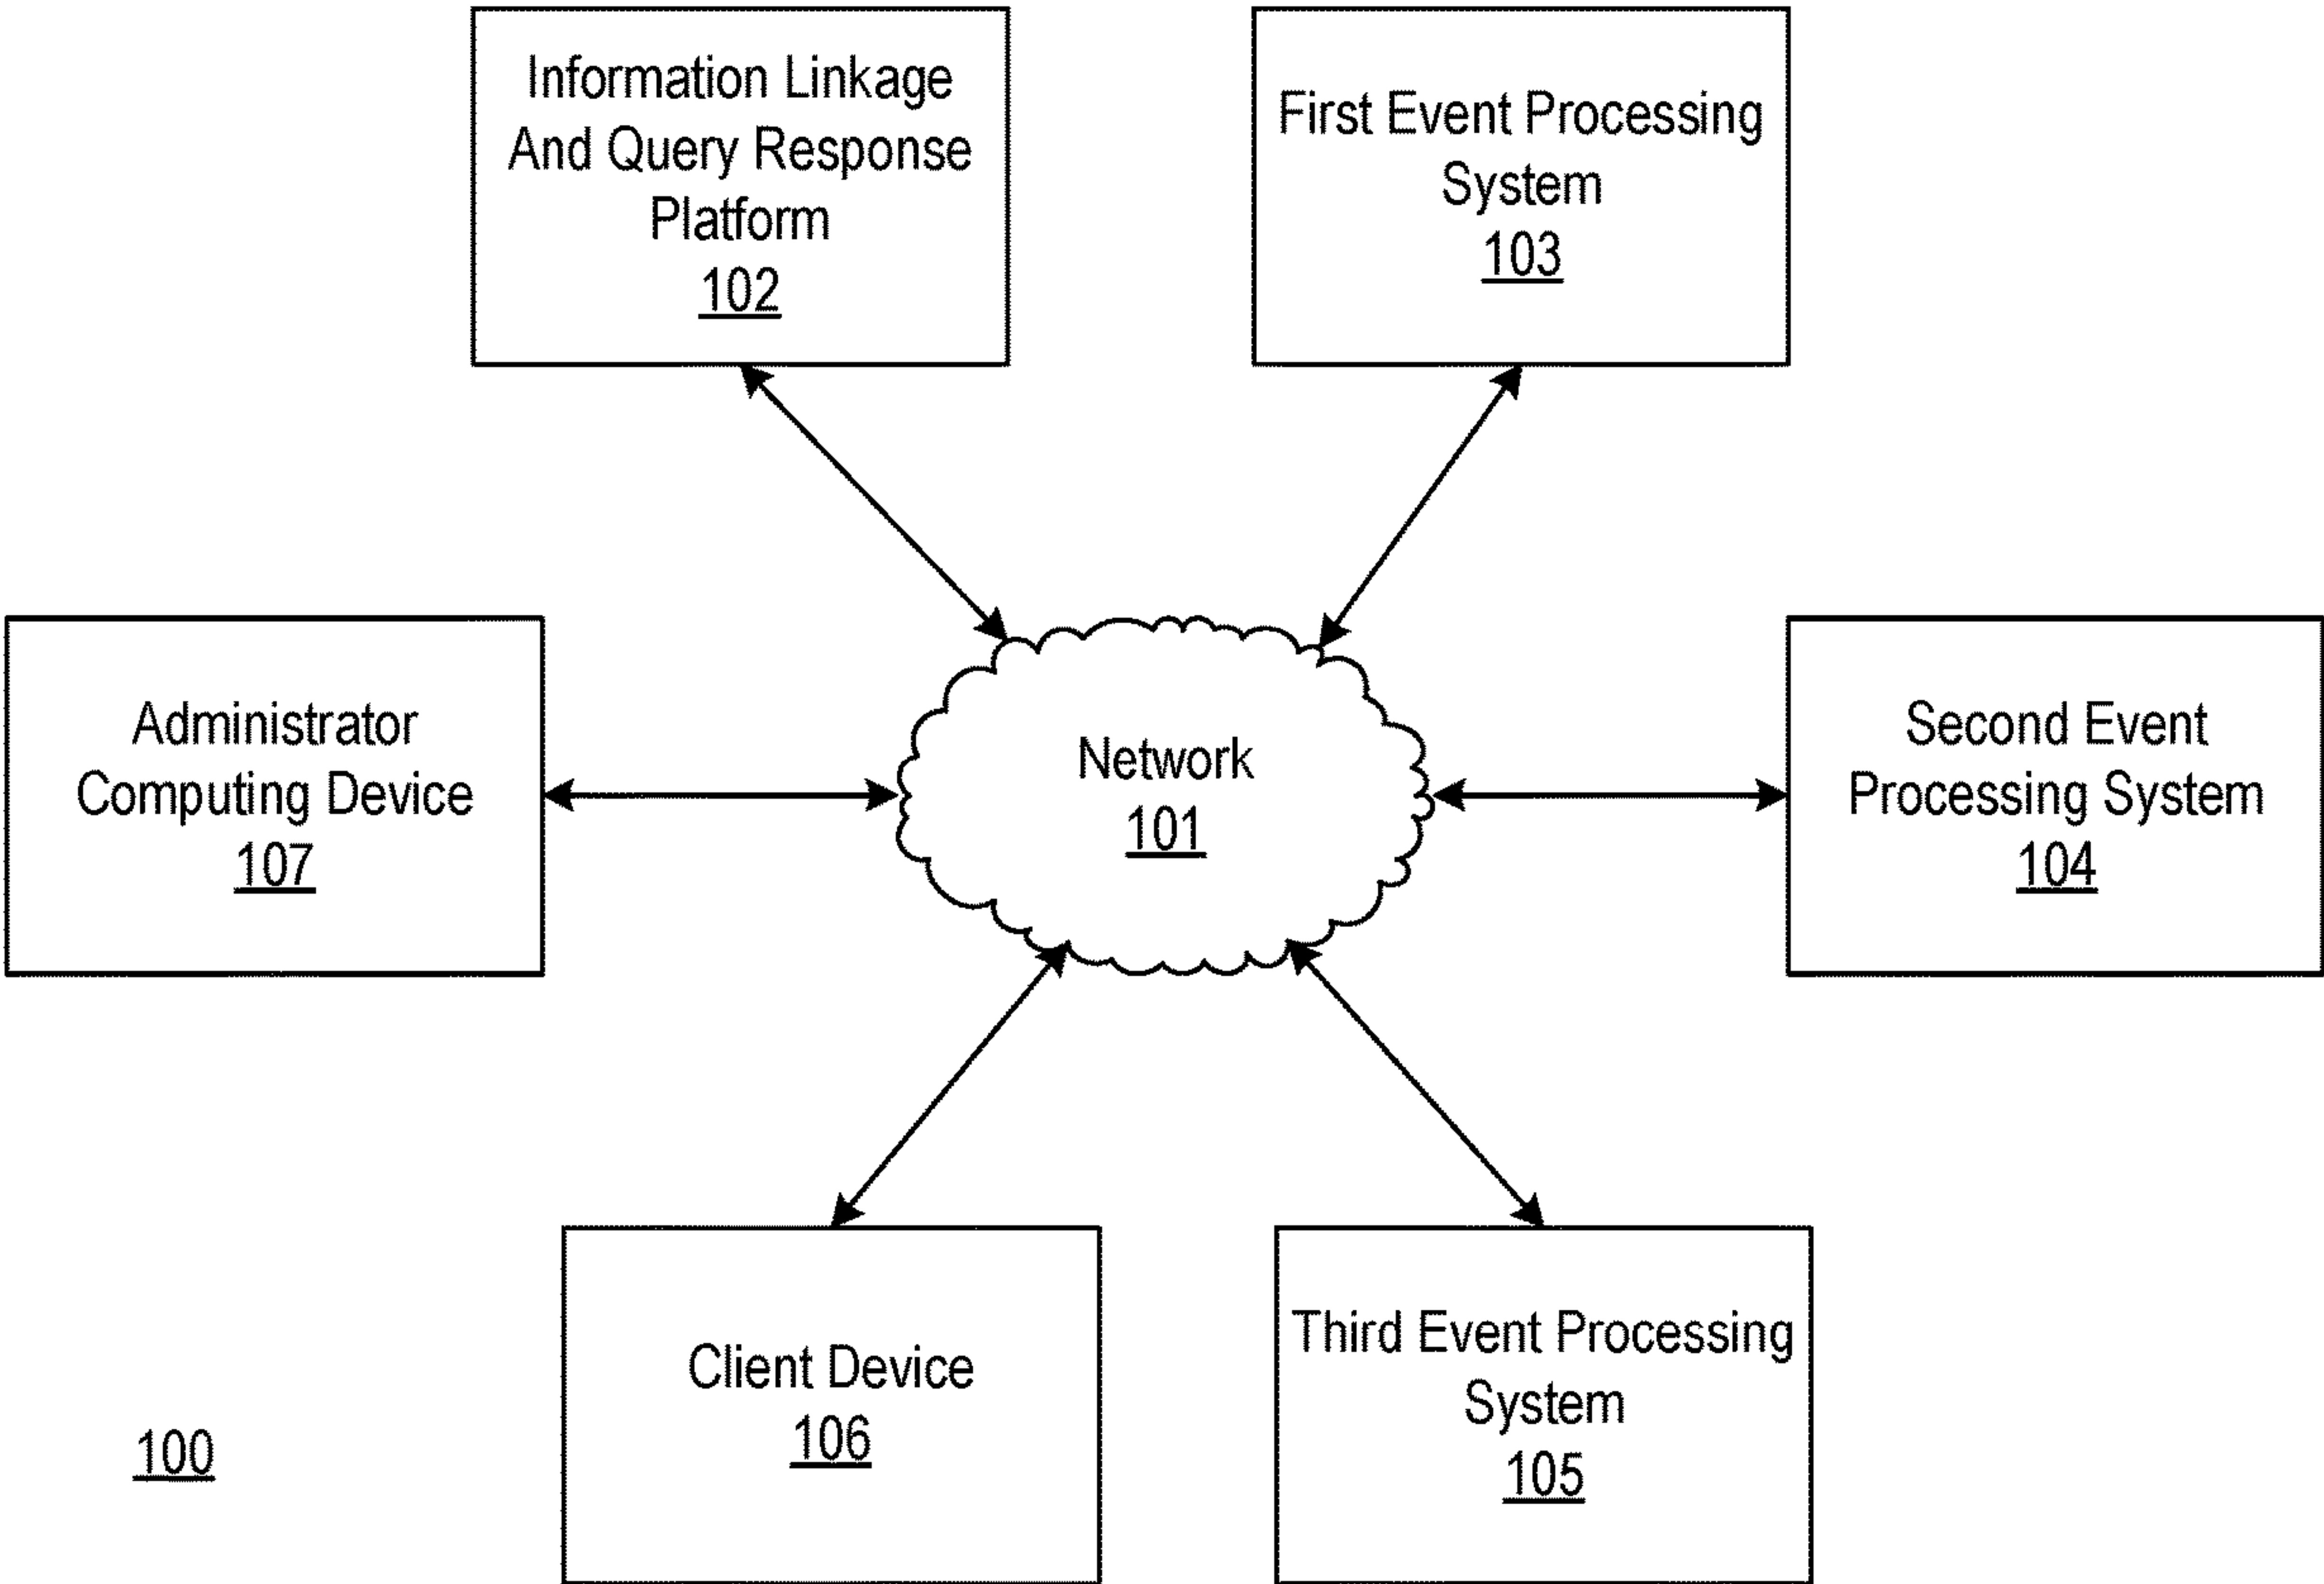 Information Linkage
And Query Response
Platform
102
First Event Processing
System
103
Administrator
Computing Device
107
Network
101
Second Event
Processing System
104
Client Device
106
Third Event Processing
System
105
100